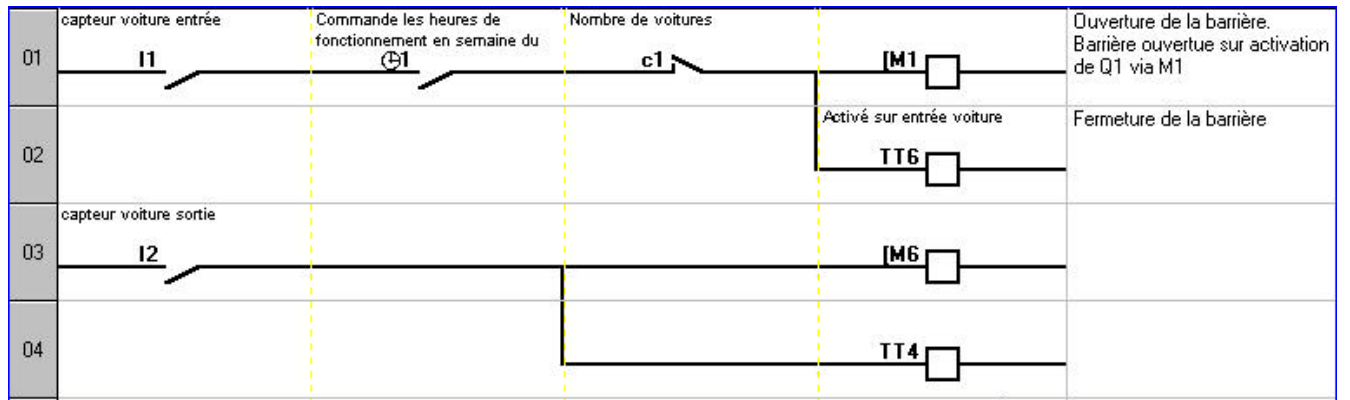 capteur voiture entrée
Commande les heures de
fonctionnement en semaine du
Nombre de voitures
Ouverture de la barrière.
Barrière ouvertue sur activation
de Q1 via M1
01
I1
1
c1
[M1
Activé sur entrée voiture
Fermeture de la barrière
02
TT6
capteur voiture sortie
03
I2
[M6
04
TT4